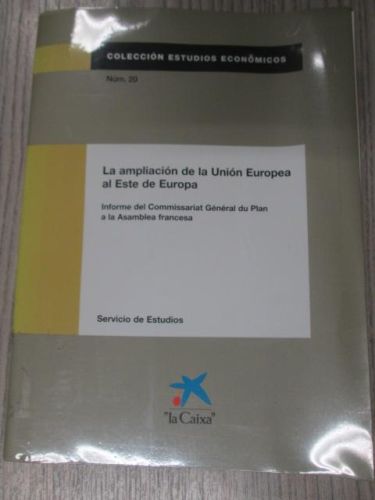 COLECCIÓN ESTUDIOS ECONÓMICOS
Núm. 20
La ampliación de la Unión Europea
al Este de Europa
Informe del Commissariat Général du Plan
a la Asamblea francesa
Servicio de Estudios
"la Caixa"